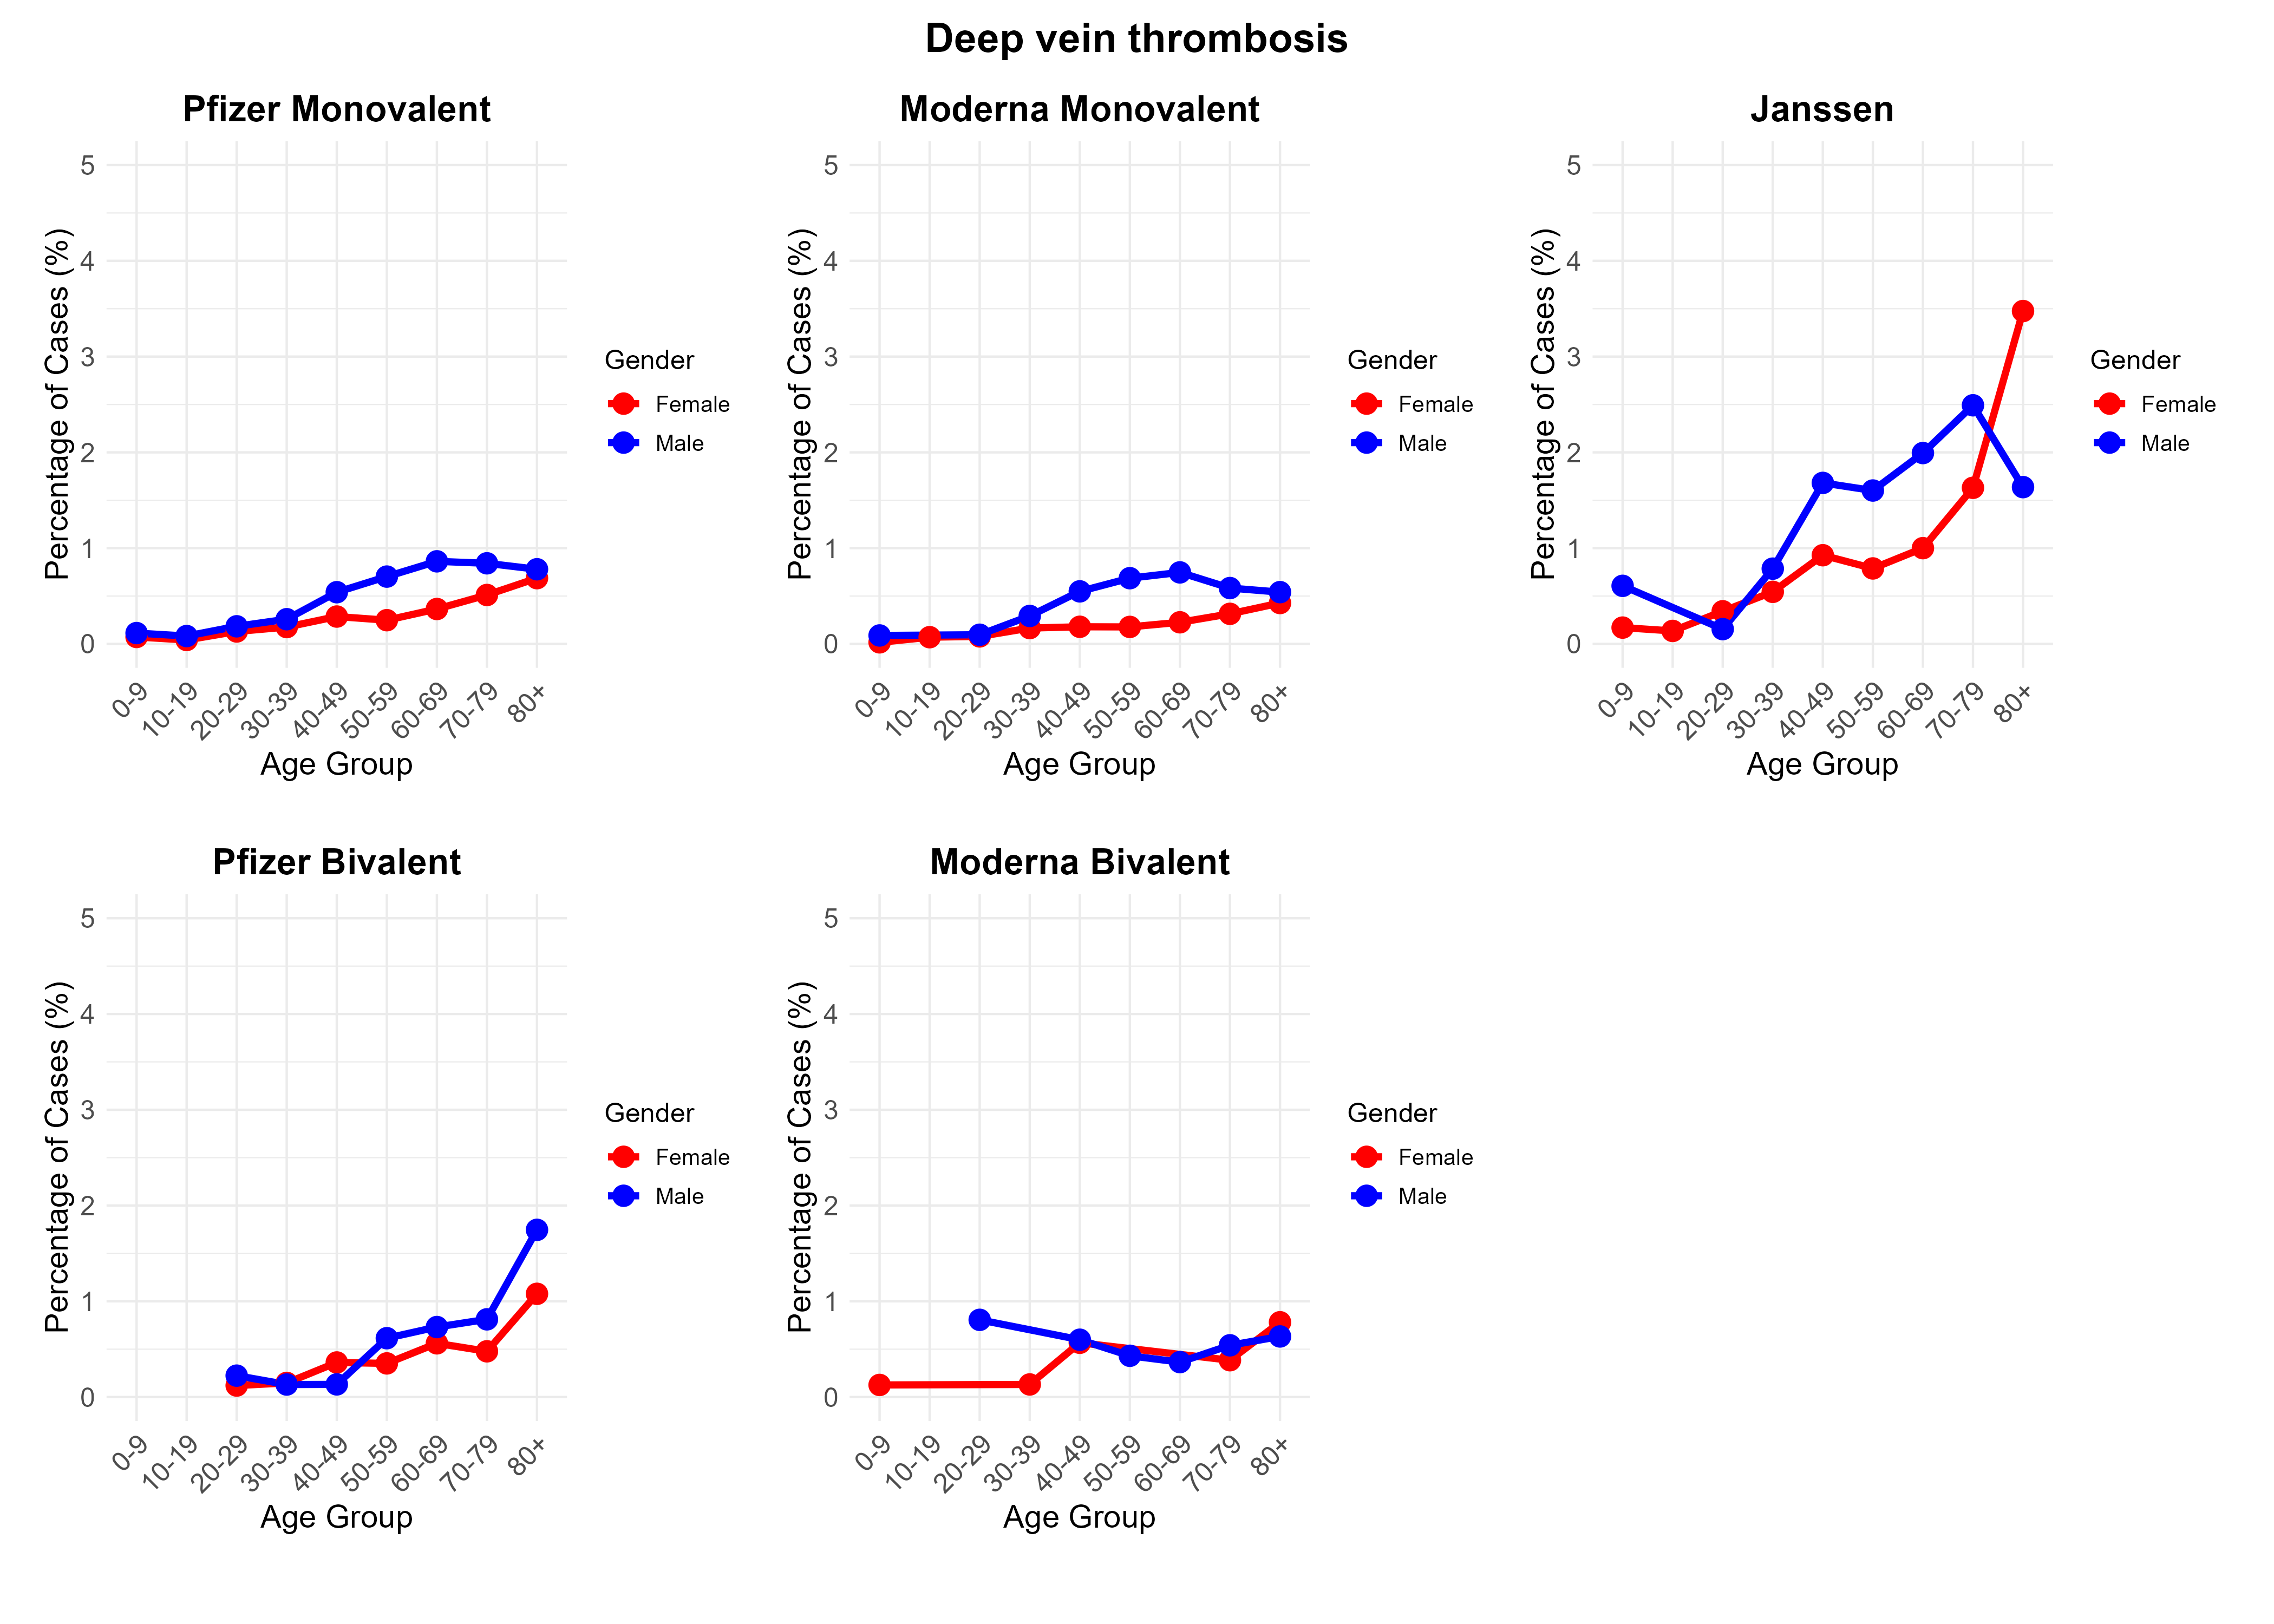 Deep vein thrombosis
Pfizer Monovalent
Percentage of Cases (%)
5
4
3
2
1
0
0-9
10-19
20-29
30-39
40-49
50-59
60-69
70-79
80+
Age Group
Gender
Female
Male
Moderna Monovalent
Percentage of Cases (%)
5
4
3
2
1
0
0-9
10-19
20-29
30-39
40-49
50-59
60-69
70-79
80+
Age Group
Gender
Female
Male
Janssen
Percentage of Cases (%)
5
4
3
2
1
0
0-9
10-19
20-29
30-39
40-49
50-59
60-69
70-79
80+
Age Group
Gender
Female
Male
Pfizer Bivalent
Percentage of Cases (%)
5
4
3
2
1
0
0-9
10-19
20-29
30-39
40-49
50-59
60-69
70-79
80+
Age Group
Gender
Female
Male
Moderna Bivalent
Percentage of Cases (%)
5
4
3
2
1
0
0-9
10-19
20-29
30-39
40-49
50-59
60-69
70-79
80+
Age Group
Gender
Female
Male